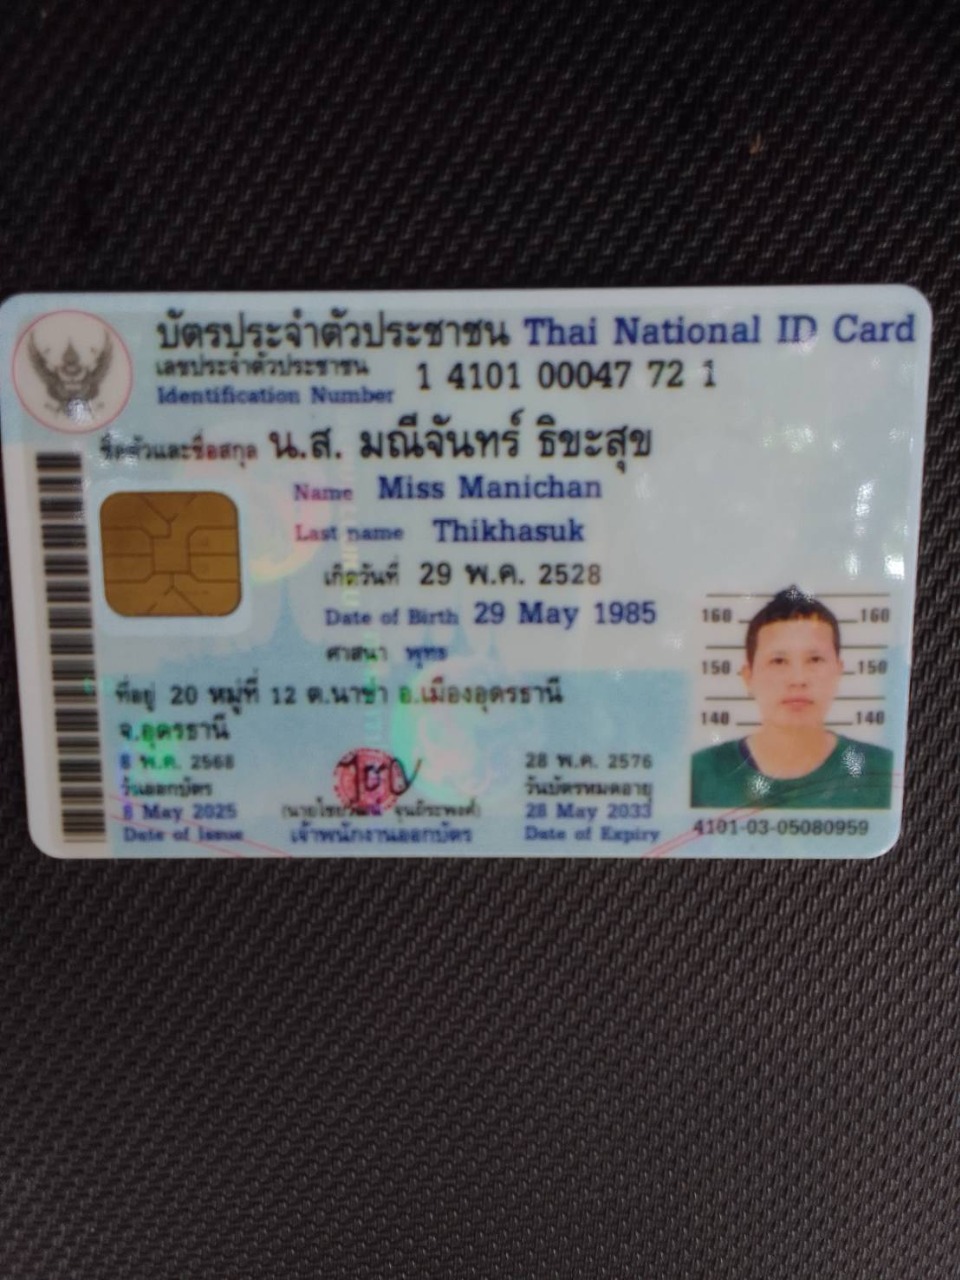 บัตรประจำตัวประชาชน Thai National ID Card
เลขประจำตัวประชาชน
Identification Number
1 4101 00047 72 1
ชื่อตัวและชื่อสกุล น.ส. มณีจันทร์ ธิขะสุข
Name Miss Manichan
Last name Thikhasuk
เกิดวันที่ 29 พ.ค. 2528
Date of Birth 29 May 1985
ศาสนา พุทธ
ที่อยู่ 20 หมู่ที่ 12 ต.นาข่า อ.เมืองอุดรธานี
จ.อุดรธานี
8 พ.ค. 2568
วันออกบัตร
8 May 2025
Date of Issue
เจ้าพนักงานออกบัตร
28 พ.ค. 2576
วันบัตรหมดอายุ
28 May 2033
Date of Expiry
160 160
150 150
140 140
4101-03-05080959